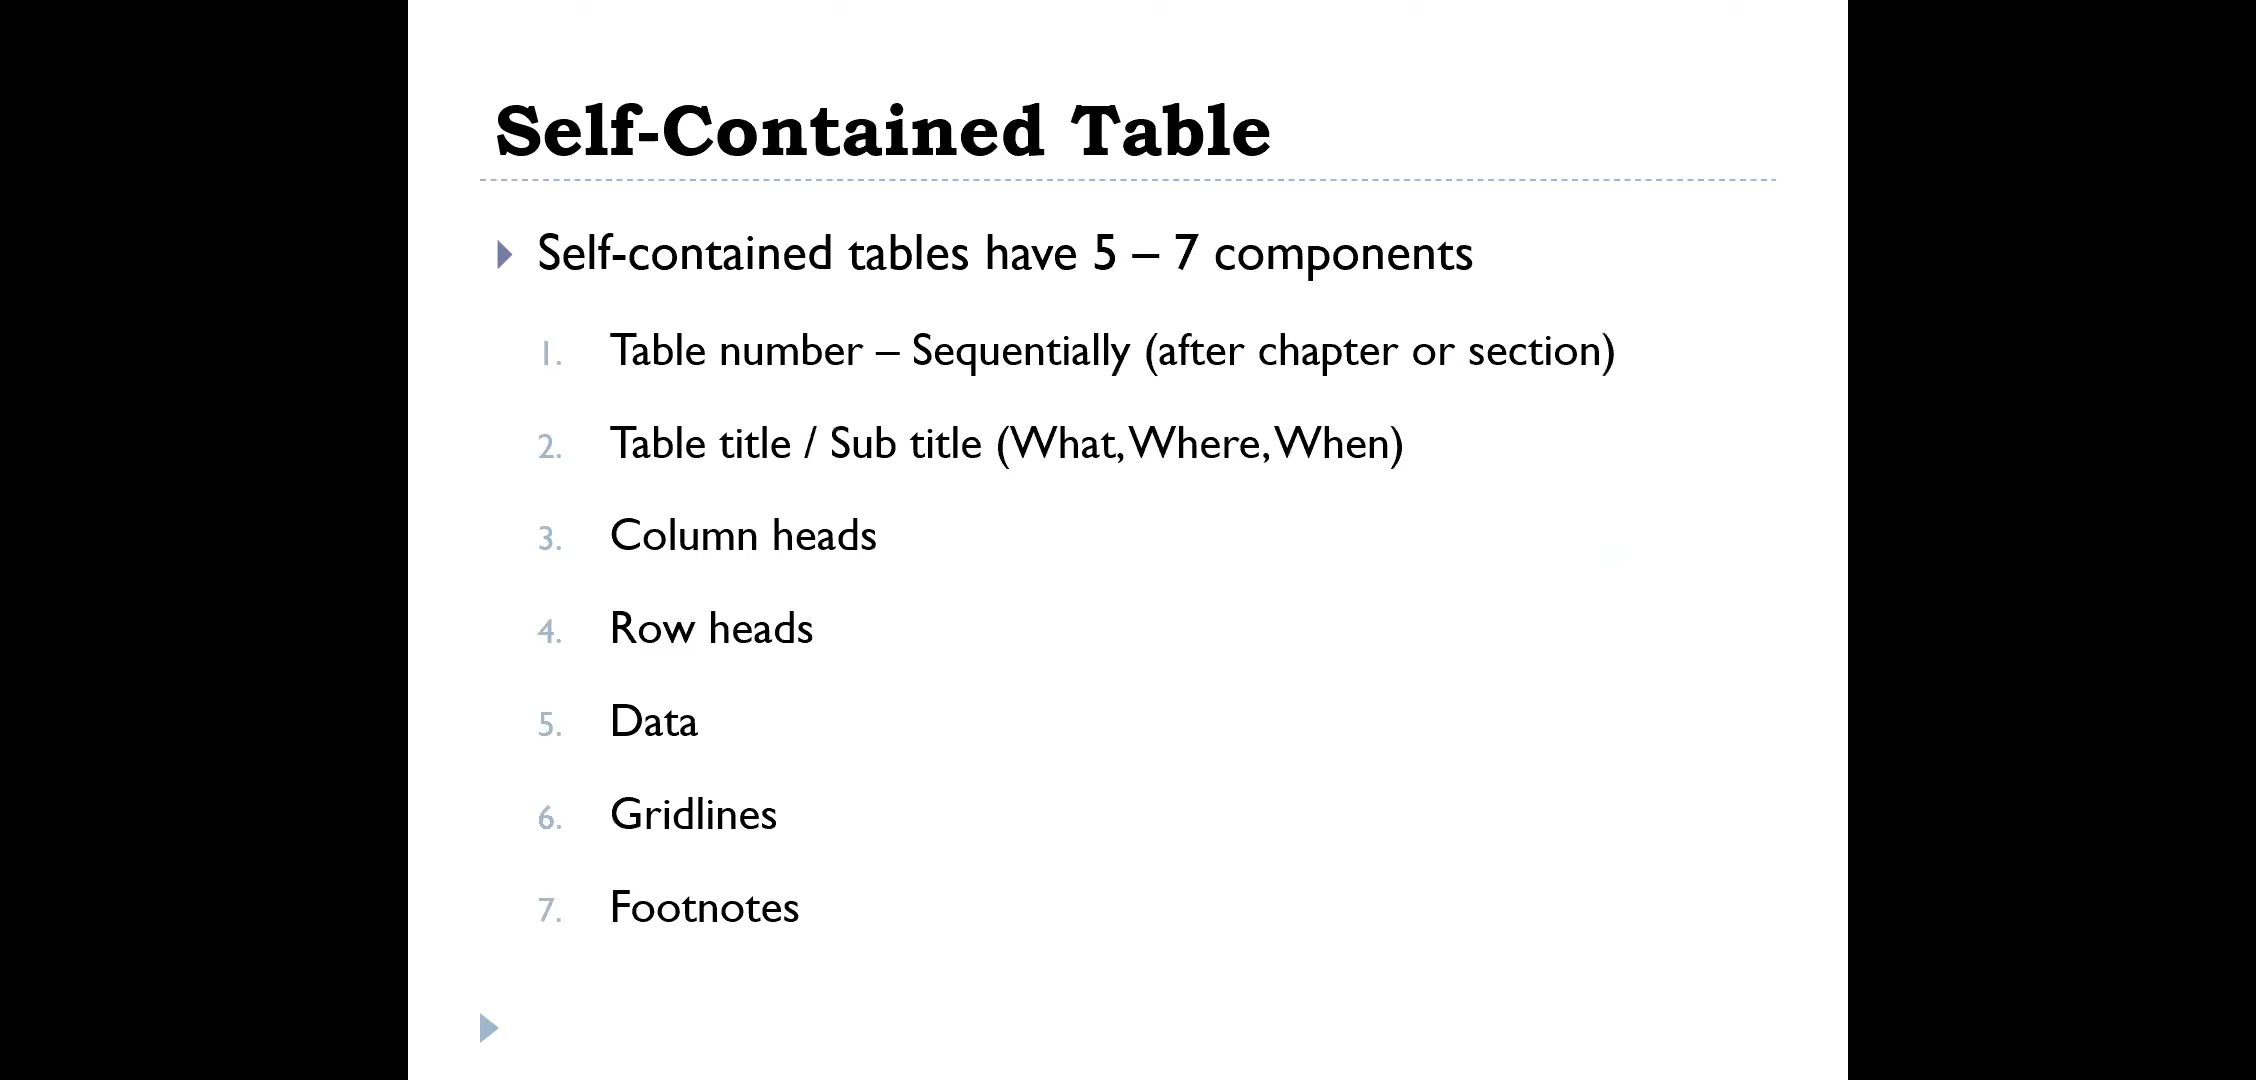 Self-Contained Table
Self-contained tables have 5 – 7 components
1. Table number – Sequentially (after chapter or section)
2. Table title / Sub title (What, Where, When)
3. Column heads
4. Row heads
5. Data
6. Gridlines
7. Footnotes